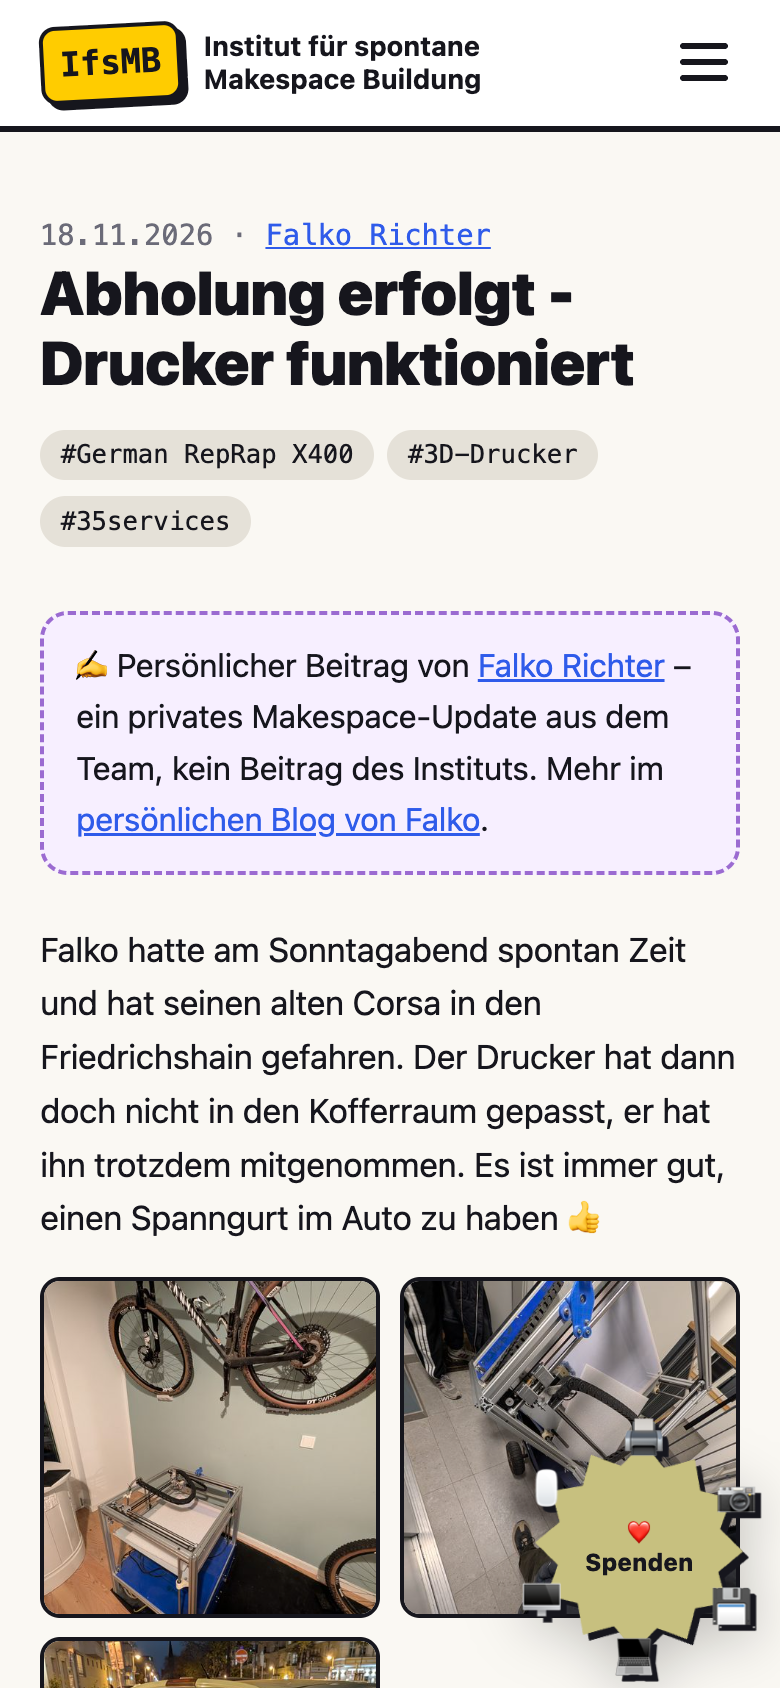 IfsMB
Institut für spontane
Makespace Buildung
18.11.2026 · Falko Richter
Abholung erfolgt -
Drucker funktioniert
#German RepRap X400
#3D-Drucker
#35services
✍️ Persönlicher Beitrag von Falko Richter –
ein privates Makespace-Update aus dem
Team, kein Beitrag des Instituts. Mehr im
persönlichen Blog von Falko.
Falko hatte am Sonntagabend spontan Zeit
und hat seinen alten Corsa in den
Friedrichshain gefahren. Der Drucker hat dann
doch nicht in den Kofferraum gepasst, er hat
ihn trotzdem mitgenommen. Es ist immer gut,
einen Spanngurt im Auto zu haben 👍
DT SWISS
❤️
Spenden